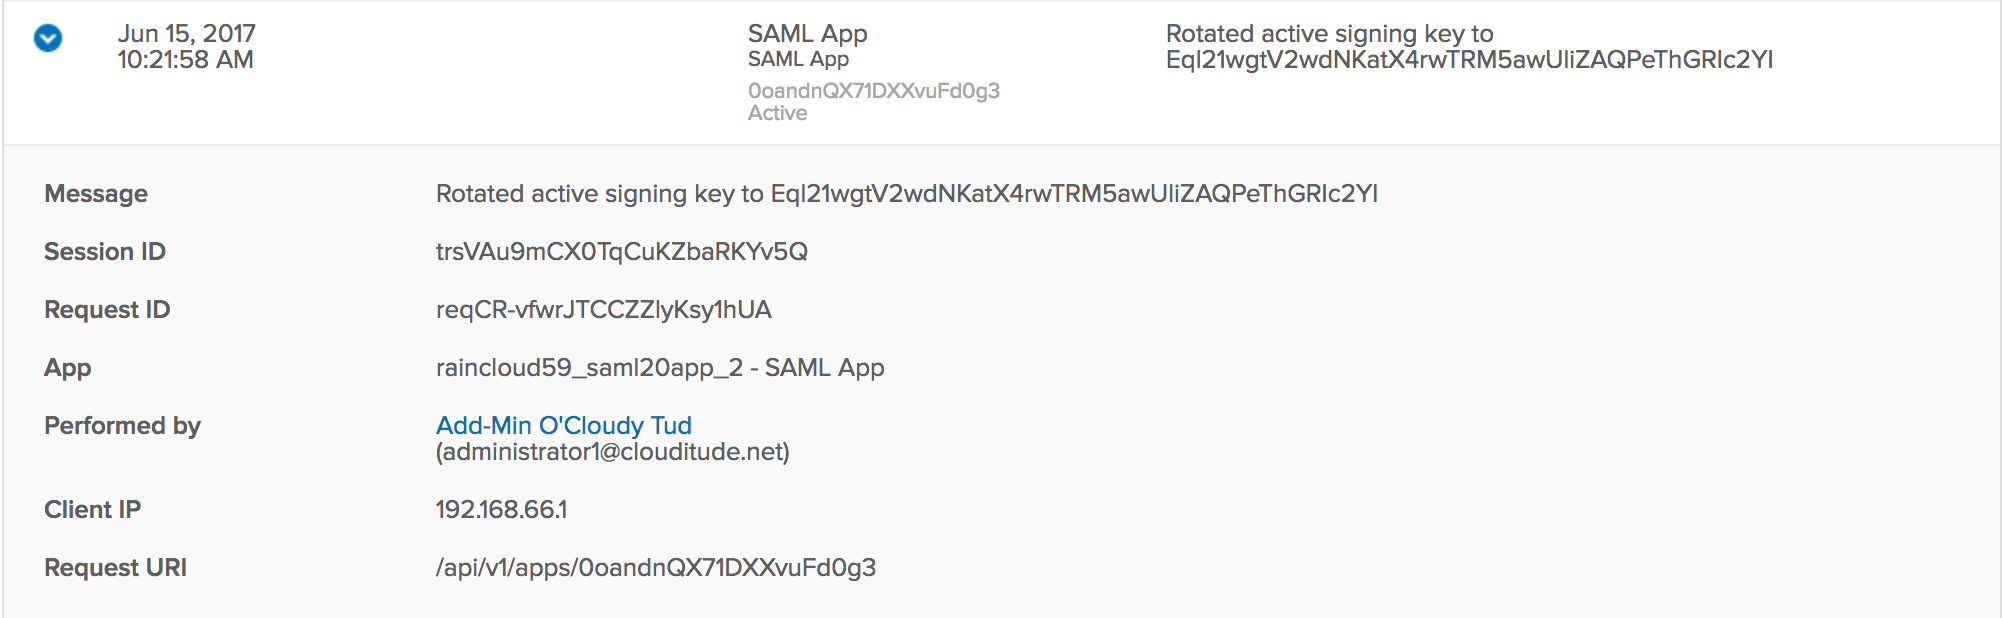 Jun 15, 2017
10:21:58 AM
SAML App
SAML App
0oandnQX71DXXvuFd0g3
Active
Rotated active signing key to
Eql21wgtV2wdNKatX4rwTRM5awUliZAQPeThGRIc2YI
Message
Rotated active signing key to Eql21wgtV2wdNKatX4rwTRM5awUliZAQPeThGRIc2YI
Session ID
trsVAu9mCX0TqCuKZbaRKYv5Q
Request ID
reqCR-vfwrJTCCZZlyKsy1hUA
App
raincloud59_saml20app_2 - SAML App
Performed by
Add-Min O'Cloudy Tud
(administrator1@clouditude.net)
Client IP
192.168.66.1
Request URI
/api/v1/apps/0oandnQX71DXXvuFd0g3